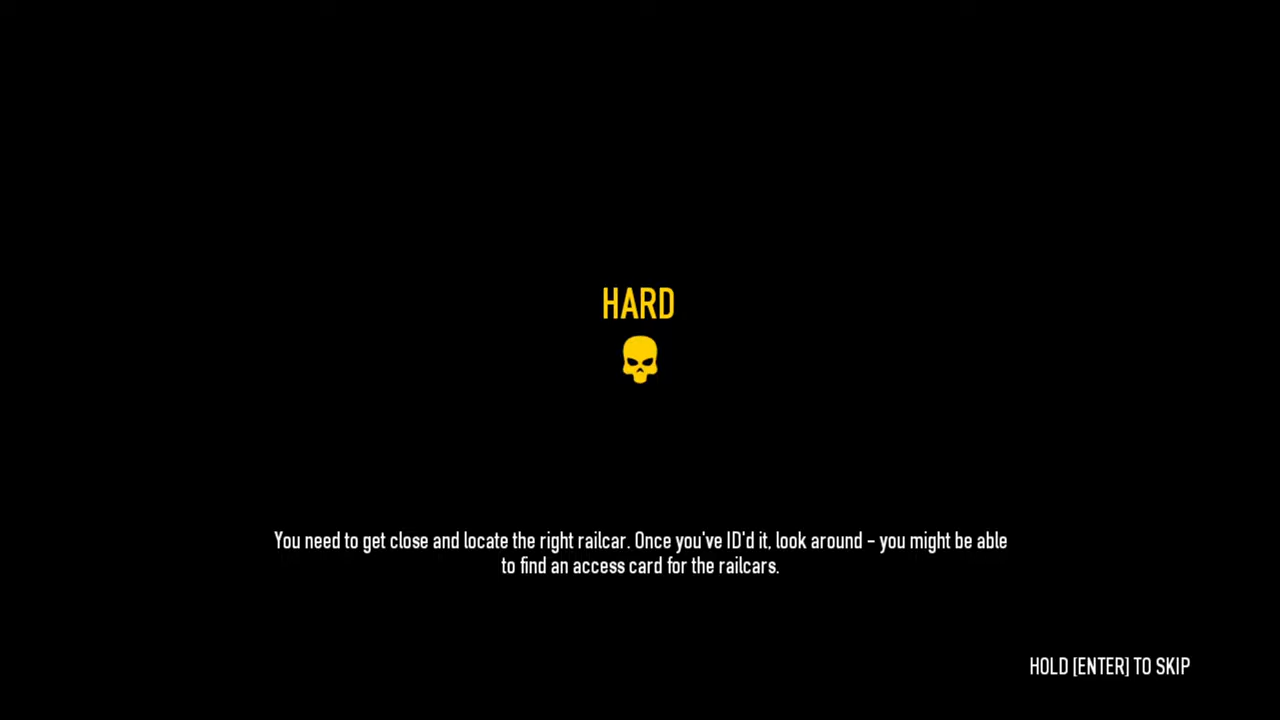 HARD
You need to get close and locate the right railcar. Once you've ID'd it, look around - you might be able
to find an access card for the railcars.
HOLD [ENTER] TO SKIP